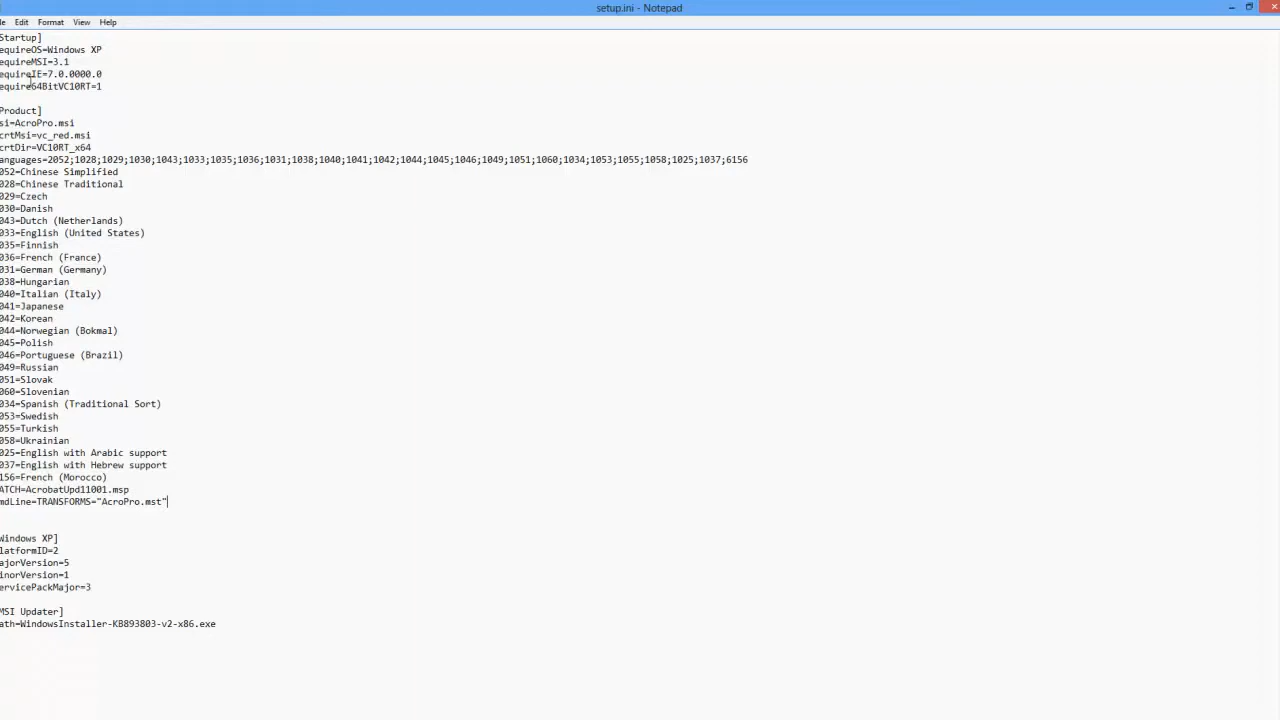 setup.ini - Notepad
le Edit Format View Help
Startup]
equireOS=Windows XP
equireMSI=3.1
equireIE=7.0.0000.0
equire64BitVC10RT=1
Product]
si=AcroPro.msi
crtMsi=vc_red.msi
crtDir=VC10RT_x64
anguages=2052;1028;1029;1030;1043;1033;1035;1036;1031;1038;1040;1041;1042;1044;1045;1046;1049;1051;1060;1034;1053;1055;1058;1025;1037;6156
052=Chinese Simplified
028=Chinese Traditional
029=Czech
030=Danish
043=Dutch (Netherlands)
033=English (United States)
035=Finnish
036=French (France)
031=German (Germany)
038=Hungarian
040=Italian (Italy)
041=Japanese
042=Korean
044=Norwegian (Bokmal)
045=Polish
046=Portuguese (Brazil)
049=Russian
051=Slovak
060=Slovenian
034=Spanish (Traditional Sort)
053=Swedish
055=Turkish
058=Ukrainian
025=English with Arabic support
037=English with Hebrew support
156=French (Morocco)
ATCH=AcrobatUpd11001.msp
mdLine=TRANSFORMS="AcroPro.mst"
Windows XP]
latformID=2
ajorVersion=5
inorVersion=1
ervicePackMajor=3
MSI Updater]
ath=WindowsInstaller-KB893803-v2-x86.exe